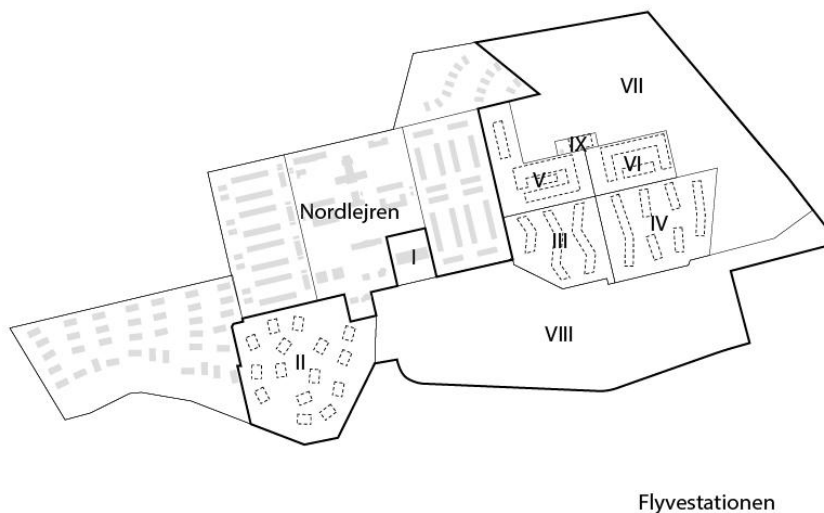 VII
IX
VI
V
Nordlejren
IV
III
I
VIII
II
Flyvestationen